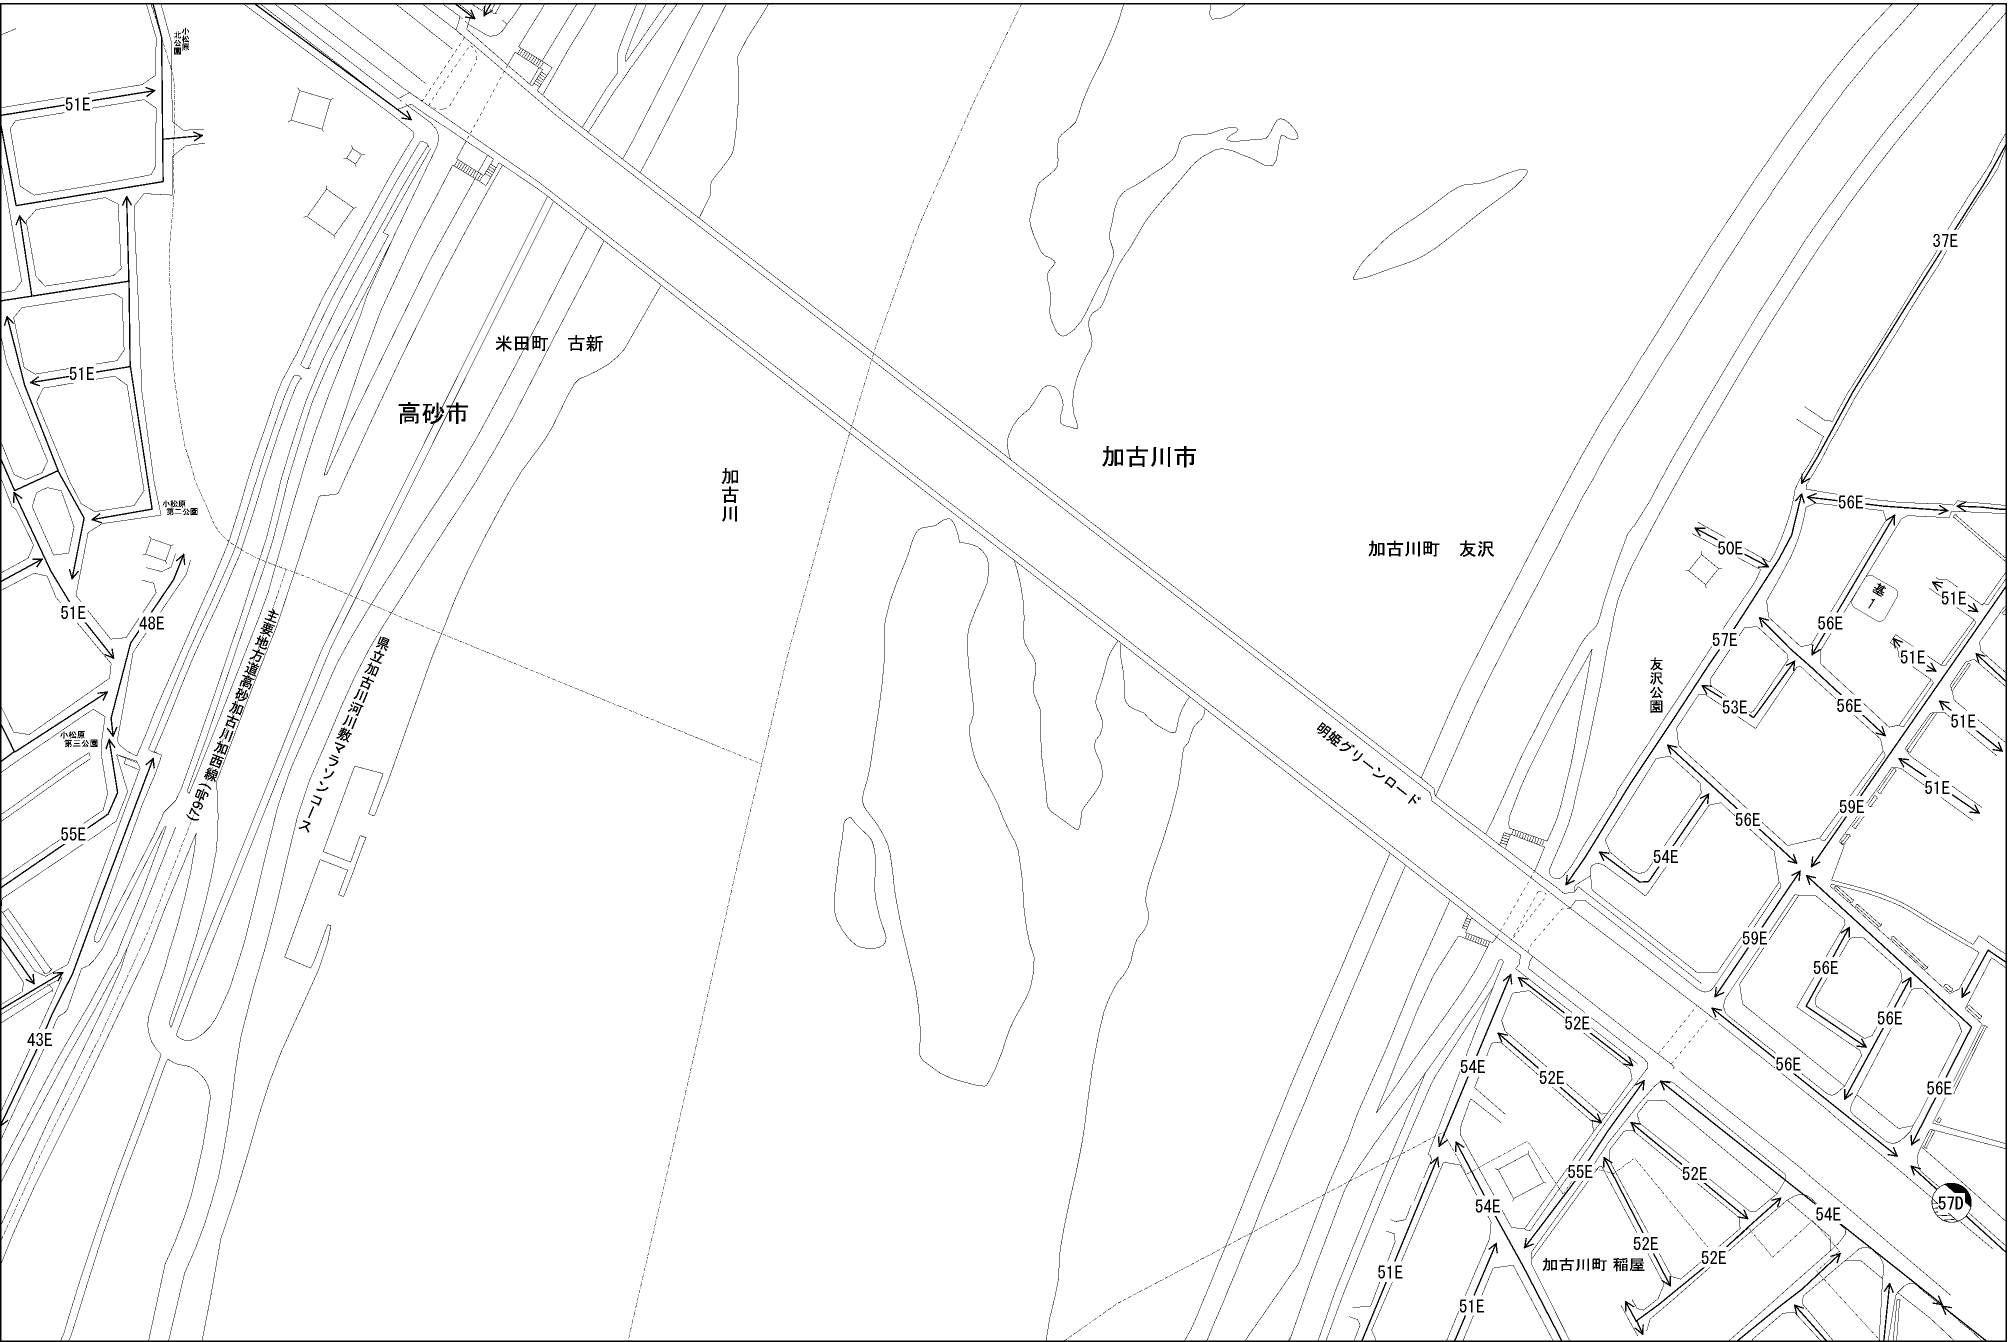 小松原
北公園
51E
37E
米田町 古新
51E
高砂市
加古川市
加古川
小松原
第二公園
56E
加古川町 友沢
50E
基
1
51E
51E
48E
56E
57E
51E
主要地方道高砂加古川加西線(79号)
県立加古川河川敷マラソンコース
友沢公園
53E
56E
51E
小松原
第三公園
明姫グリーンロード
51E
59E
56E
55E
54E
59E
56E
43E
52E
56E
54E
52E
56E
56E
55E
52E
54E
57D
54E
52E
52E
加古川町 稲屋
51E
51E